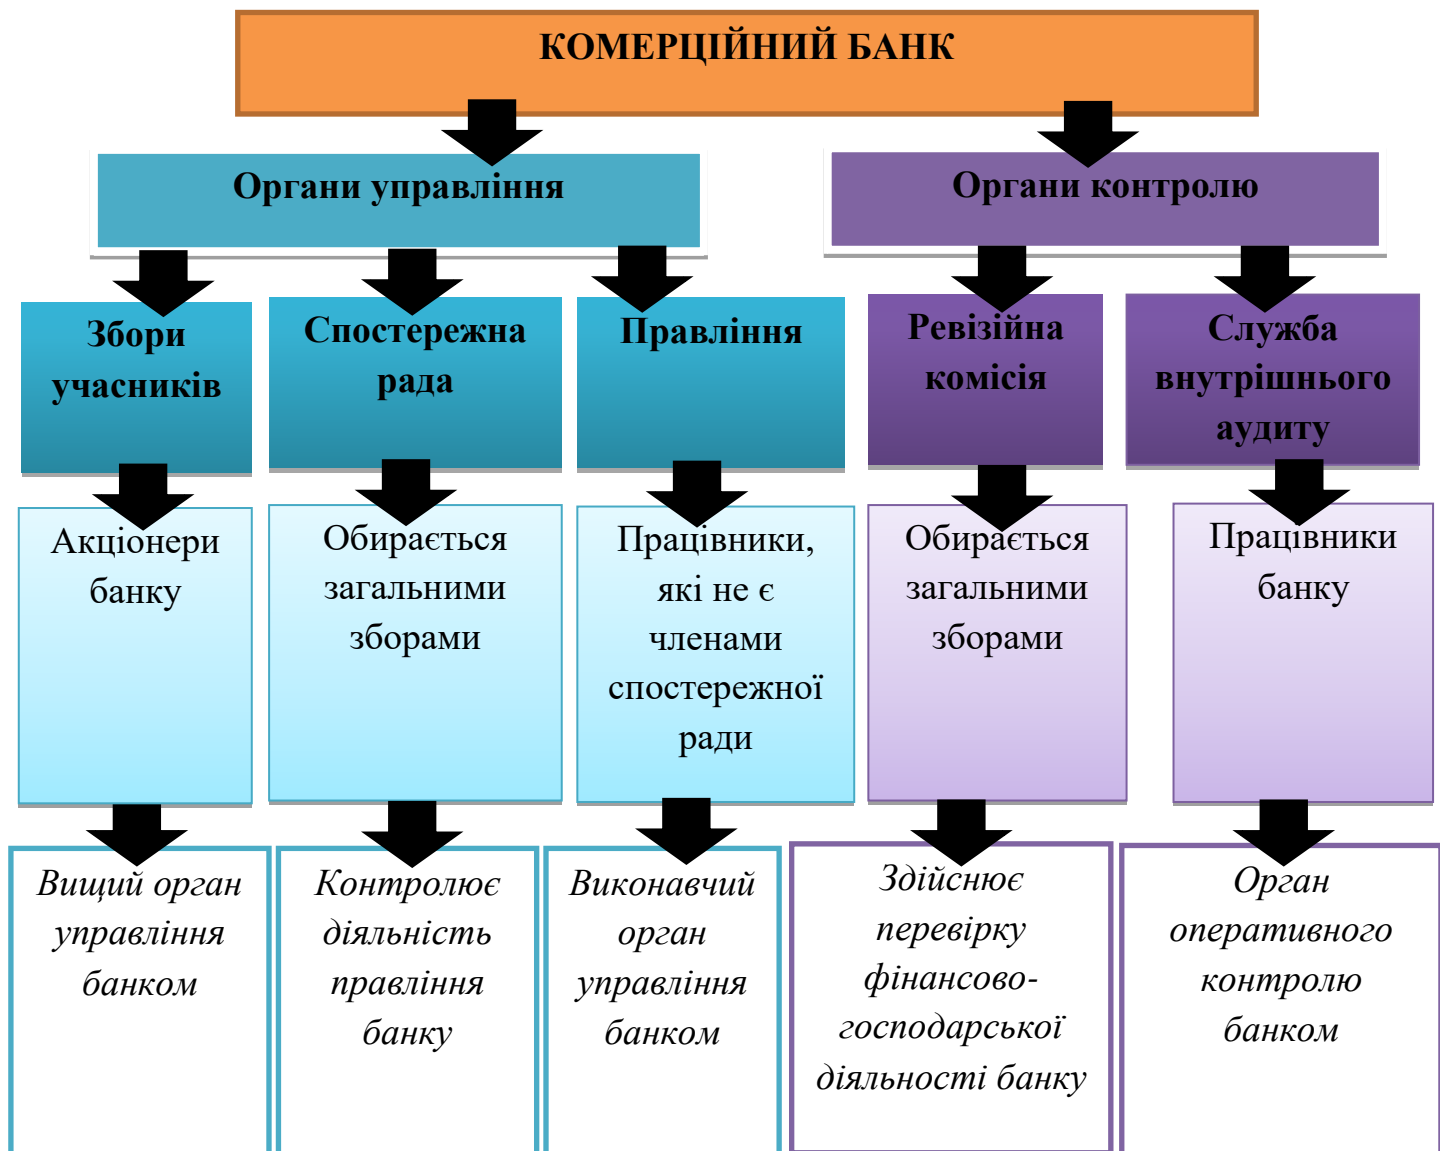 КОМЕРЦІЙНИЙ БАНК
Органи управління
Органи контролю
Збори
учасників
Спостережна
рада
Правління
Ревізійна
комісія
Служба
внутрішнього
аудиту
Акціонери
банку
Обирається
загальними
зборами
Працівники,
які не є
членами
спостережної
ради
Обирається
загальними
зборами
Працівники
банку
Вищий орган
управління
банком
Контролює
діяльність
правління
банку
Виконавчий
орган
управління
банком
Здійснює
перевірку
фінансово-
господарської
діяльності банку
Орган
оперативного
контролю
банком